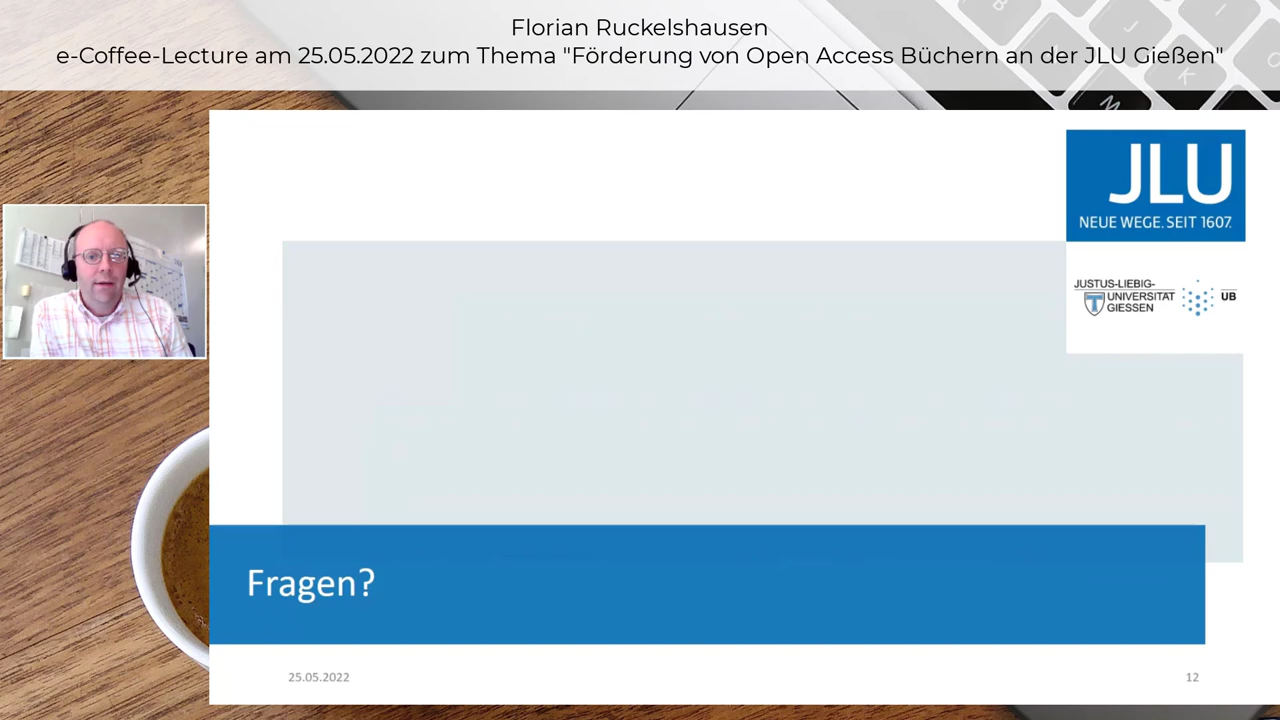 Florian Ruckelshausen
e-Coffee-Lecture am 25.05.2022 zum Thema "Förderung von Open Access Büchern an der JLU Gießen"
JLU
NEUE WEGE. SEIT 1607.
JUSTUS-LIEBIG-
UNIVERSITAT
GIESSEN
UB
Fragen?
25.05.2022
12